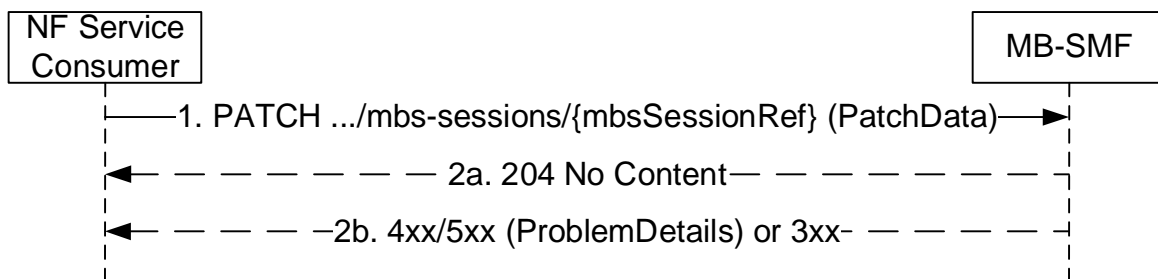 NF Service
Consumer
MB-SMF
1. PATCH .../mbs-sessions/{mbsSessionRef} (PatchData)
2a. 204 No Content
2b. 4xx/5xx (ProblemDetails) or 3xx